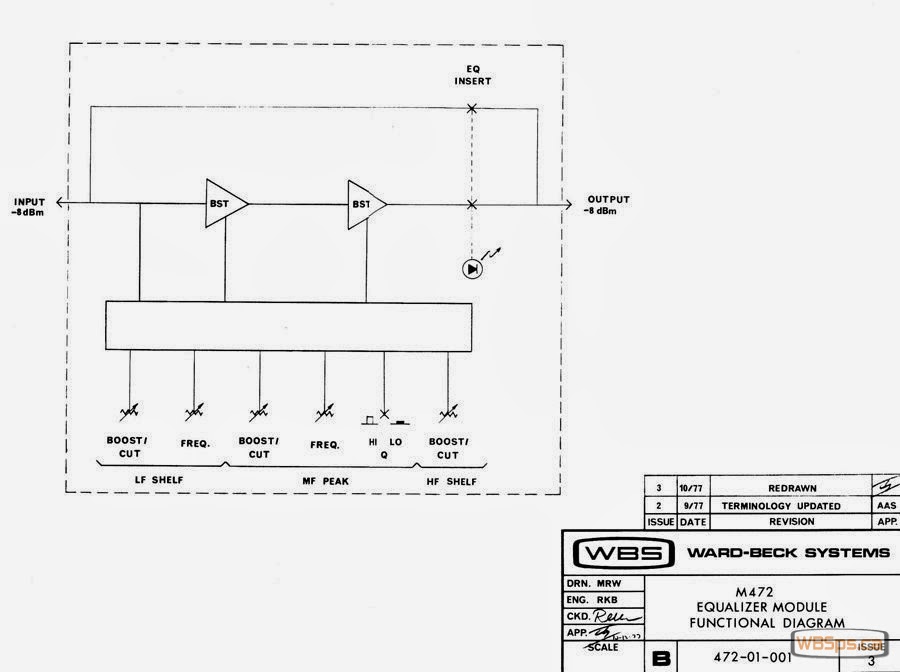 EQ
INSERT
INPUT
-8dBm
BST
BST
OUTPUT
-8 dBm
BOOST/
CUT
FREQ.
BOOST/
CUT
FREQ.
HI LO
Q
BOOST/
CUT
LF SHELF
MF PEAK
HF SHELF
3 10/77 REDRAWN
2 9/77 TERMINOLOGY UPDATED AAS
ISSUE DATE REVISION APP.
WBS WARD-BECK SYSTEMS
DRN. MRW
ENG. RKB
CKD.
APP.
SCALE
M472
EQUALIZER MODULE
FUNCTIONAL DIAGRAM
B 472-01-001
ISSUE
3
WBSps.ca